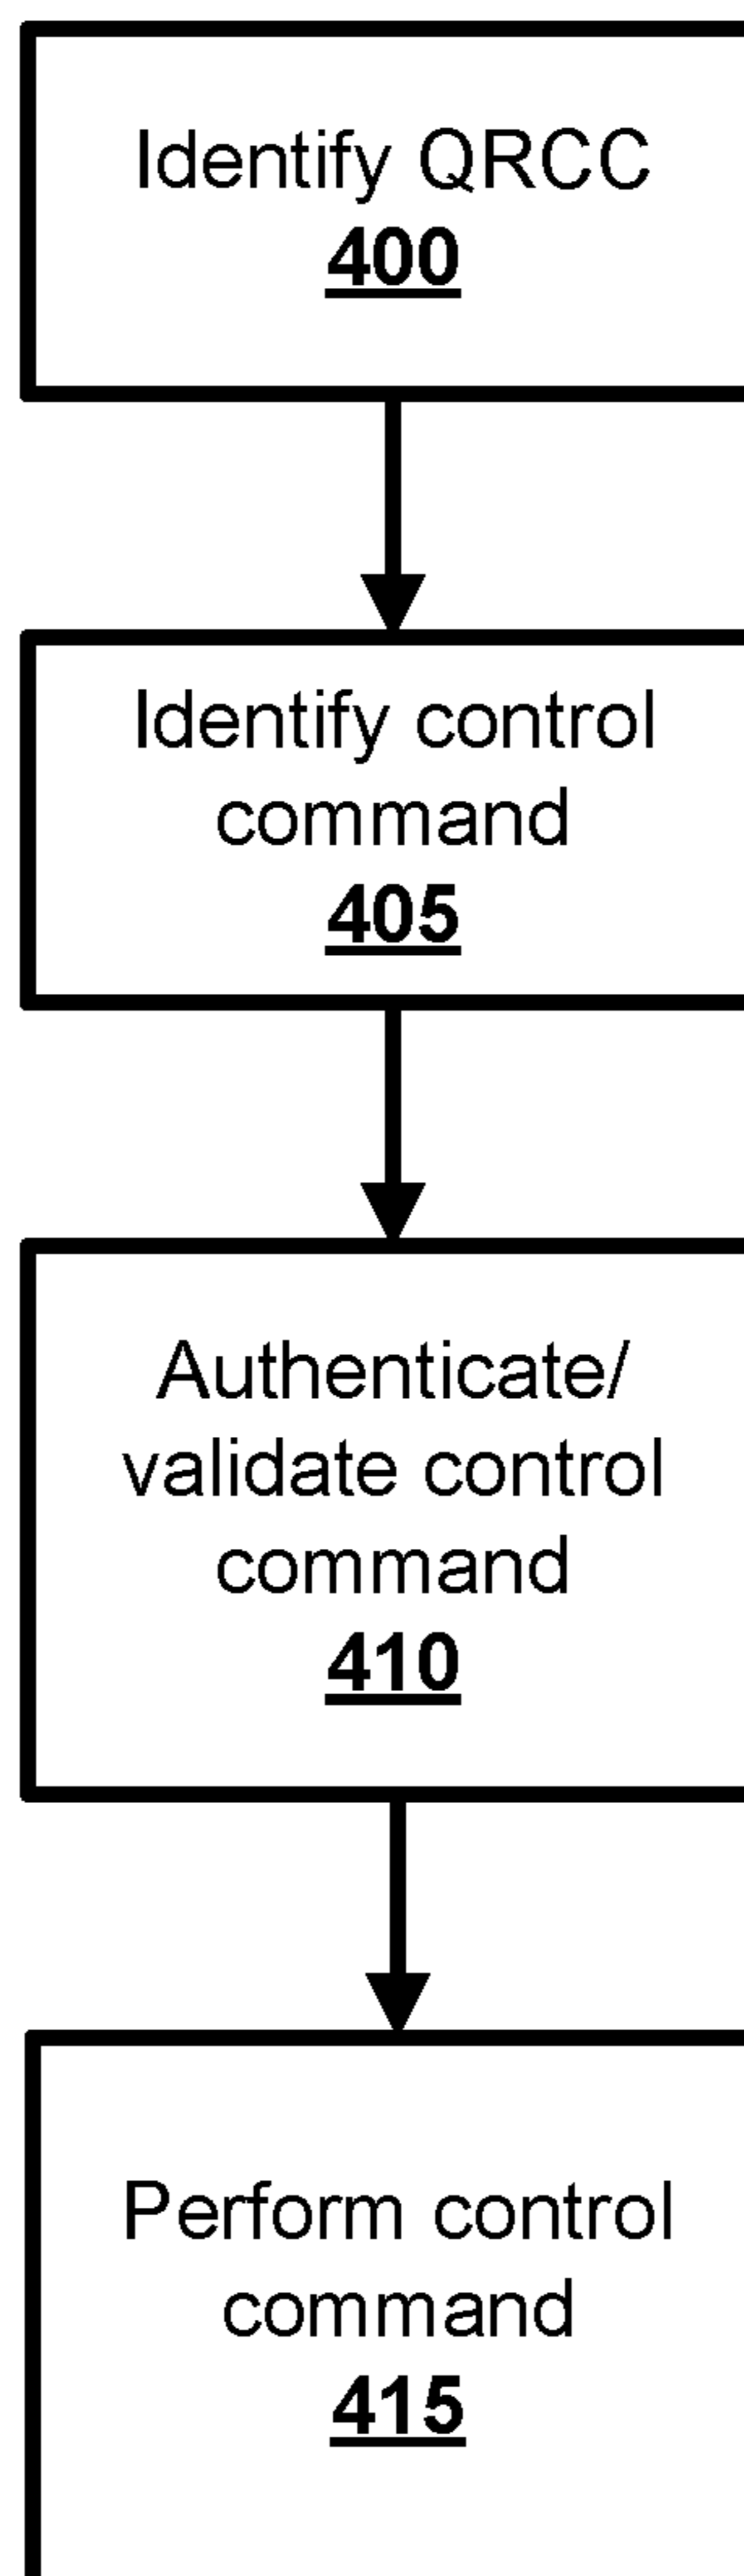 Identify QRCC
400
Identify control
command
405
Authenticate/
validate control
command
410
Perform control
command
415